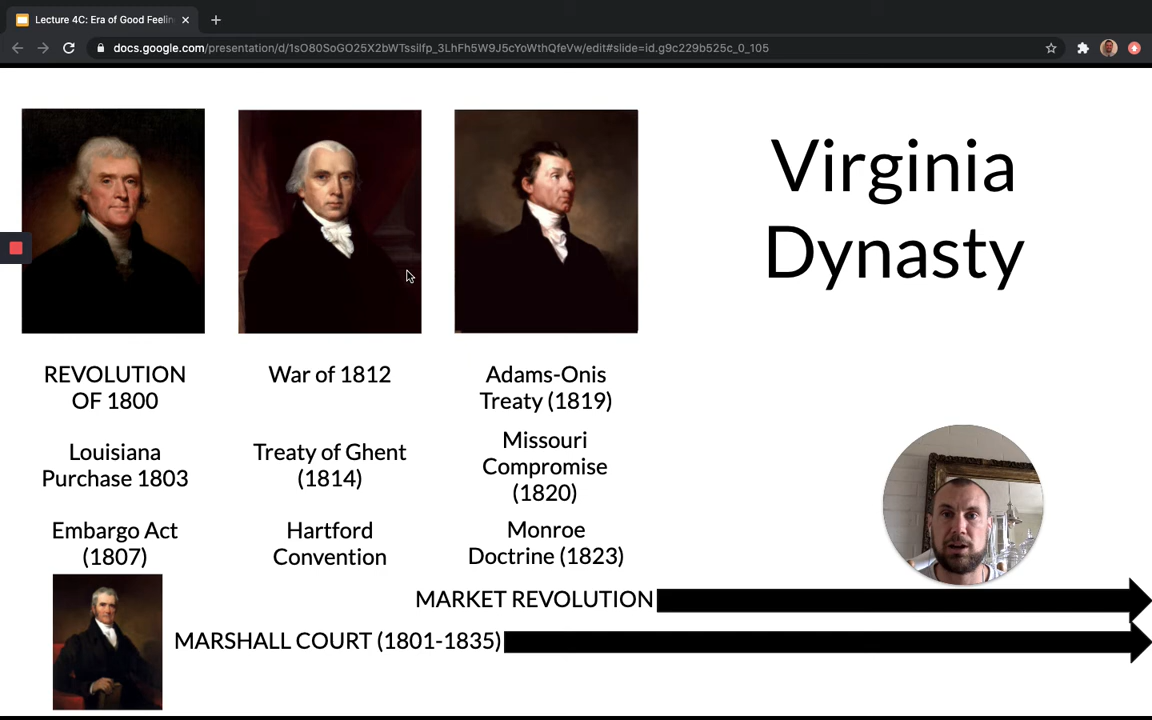 Lecture 4C: Era of Good Feelin
docs.google.com/presentation/d/1sO80SoGO25X2bWTssilfp_3LhFh5W9J5cYoWthQfeVw/edit#slide=id.g9c229b525c_0_105
Virginia
Dynasty
REVOLUTION
OF 1800
Louisiana
Purchase 1803
Embargo Act
(1807)
War of 1812
Treaty of Ghent
(1814)
Hartford
Convention
Adams-Onis
Treaty (1819)
Missouri
Compromise
(1820)
Monroe
Doctrine (1823)
MARKET REVOLUTION
MARSHALL COURT (1801-1835)